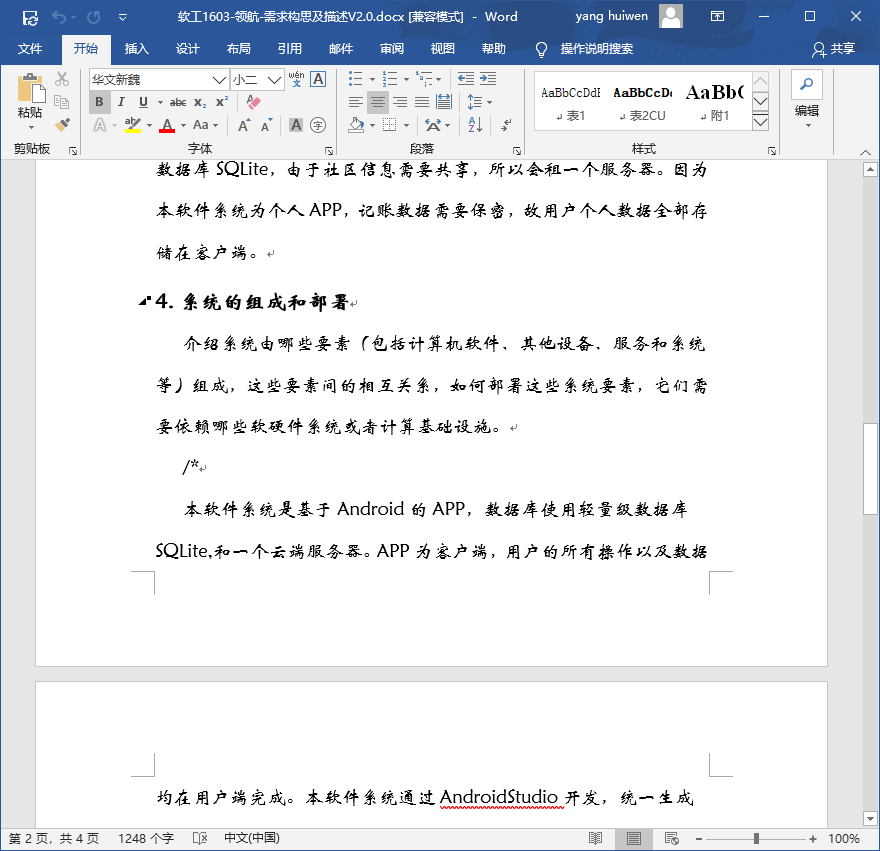 软工1603-领航-需求构思及描述V2.0.docx [兼容模式] - Word
yang huiwen
文件 开始 插入 设计 布局 引用 邮件 审阅 视图 帮助 操作说明搜索 共享
华文新魏 小二 wén 文 A
B I U abc x₂ x²
A aby A Aa A A A 字
粘贴
AaBbCcDdE AaBbCcDd AaBb(
↲ 表1 ↲ 表2CU ↲ 附1
编辑
剪贴板 字体 段落 样式
数据库 SQLite，由于社区信息需要共享，所以会租一个服务器。因为
本软件系统为个人 APP，记账数据需要保密，故用户个人数据全部存
储在客户端。
4. 系统的组成和部署
介绍系统由哪些要素（包括计算机软件、其他设备、服务和系统
等）组成，这些要素间的相互关系，如何部署这些系统要素，它们需
要依赖哪些软硬件系统或者计算基础设施。
/*
本软件系统是基于 Android 的 APP，数据库使用轻量级数据库
SQLite,和一个云端服务器。APP 为客户端，用户的所有操作以及数据
均在用户端完成。本软件系统通过 AndroidStudio 开发，统一生成
第 2 页，共 4 页 1248 个字 中文(中国) 100%